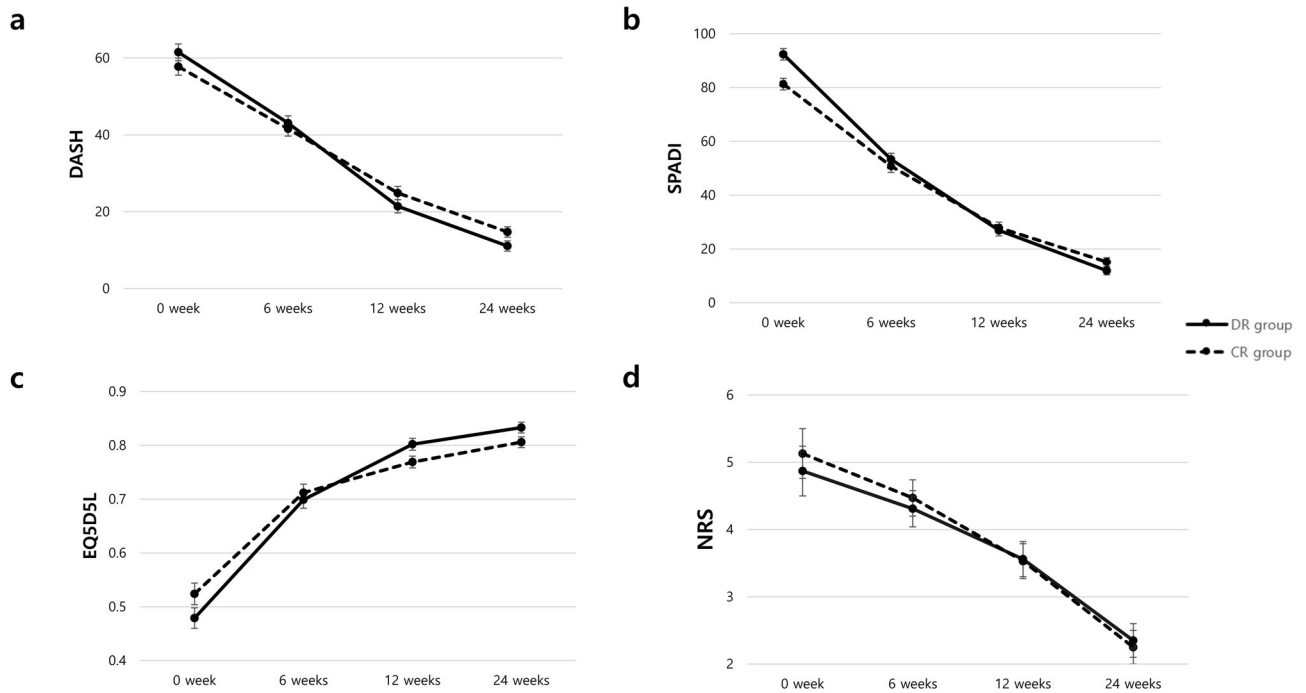 a
60
40
20
0
DASH
0 week 6 weeks 12 weeks 24 weeks
b
100
80
60
40
20
0
SPADI
0 week 6 weeks 12 weeks 24 weeks
DR group
CR group
c
0.9
0.8
0.7
0.6
0.5
0.4
EQ5D5L
0 week 6 weeks 12 weeks 24 weeks
d
6
5
4
3
2
NRS
0 week 6 weeks 12 weeks 24 weeks